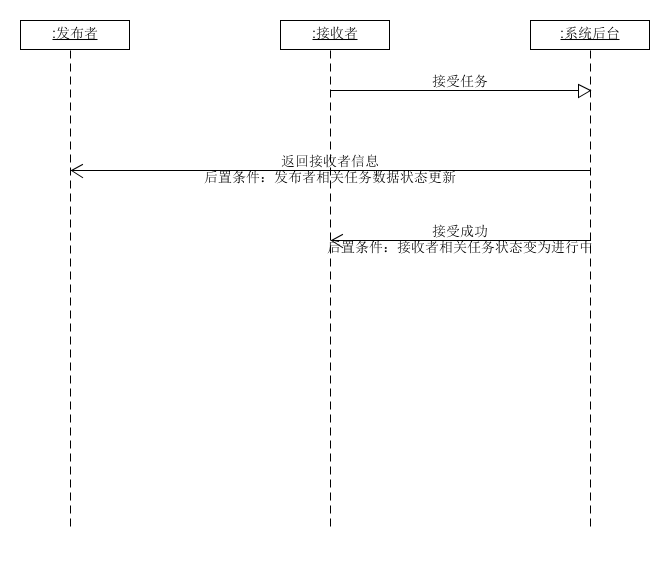 :发布者
:接收者
:系统后台
接受任务
返回接收者信息
后置条件：发布者相关任务数据状态更新
接受成功
后置条件：接收者相关任务状态变为进行中